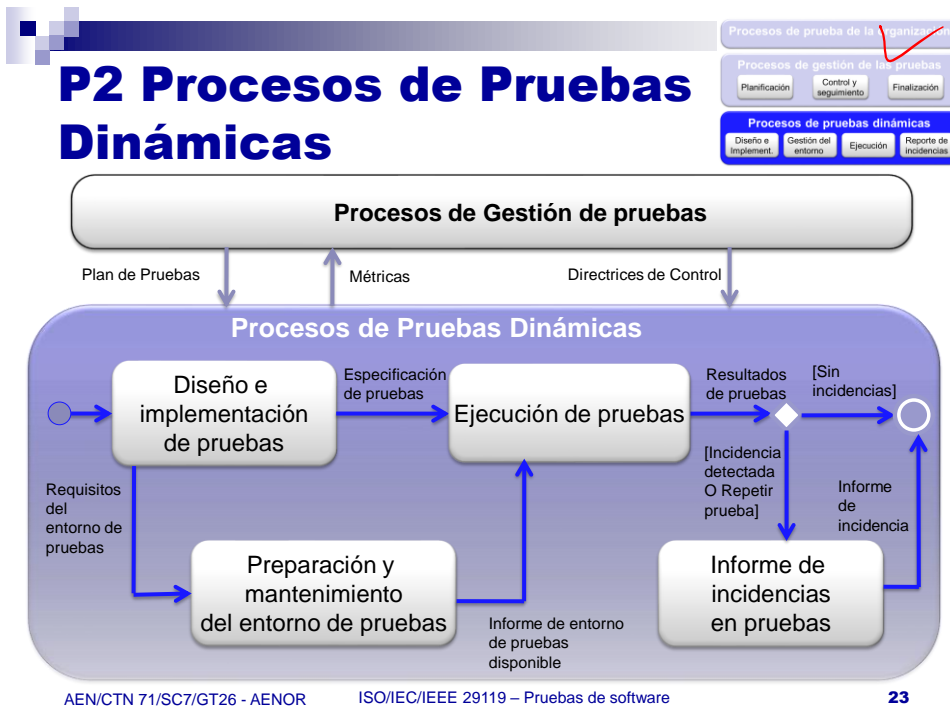 Procesos de prueba de la organización
Procesos de gestión de las pruebas
Planificación
Control y
seguimiento
Finalización
Procesos de pruebas dinámicas
Diseño e
Implement.
Gestión del
entorno
Ejecución
Reporte de
incidencias
P2 Procesos de Pruebas
Dinámicas
Procesos de Gestión de pruebas
Plan de Pruebas
Métricas
Directrices de Control
Procesos de Pruebas Dinámicas
Diseño e
implementación
de pruebas
Especificación
de pruebas
Ejecución de pruebas
Resultados
de pruebas
[Sin
incidencias]
[Incidencia
detectada
O Repetir
prueba]
Informe
de
incidencia
Requisitos
del
entorno de
pruebas
Preparación y
mantenimiento
del entorno de pruebas
Informe de entorno
de pruebas
disponible
Informe de
incidencias
en pruebas
AEN/CTN 71/SC7/GT26 - AENOR
ISO/IEC/IEEE 29119 – Pruebas de software
23